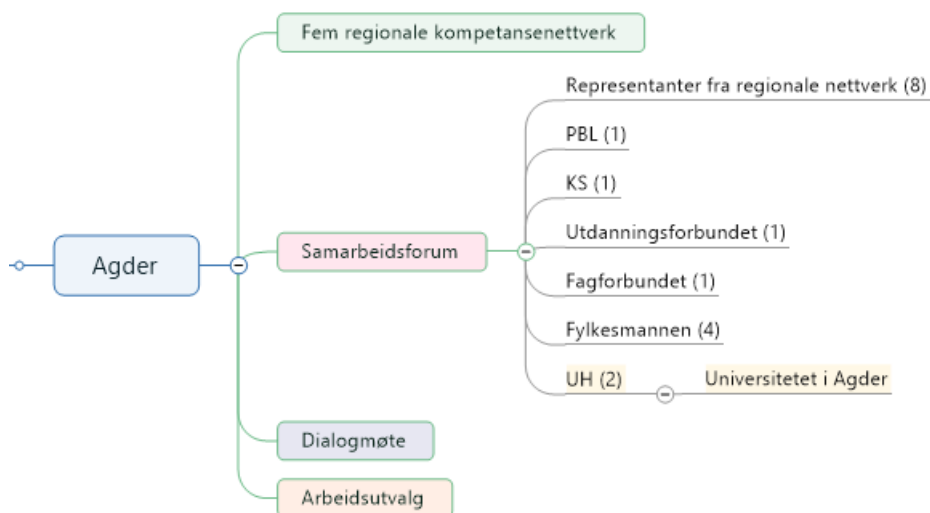 Fem regionale kompetansenettverk
Representanter fra regionale nettverk (8)
PBL (1)
KS (1)
Utdanningsforbundet (1)
Samarbeidsforum
Agder
Fagforbundet (1)
Fylkesmannen (4)
UH (2)
Universitetet i Agder
Dialogmøte
Arbeidsutvalg